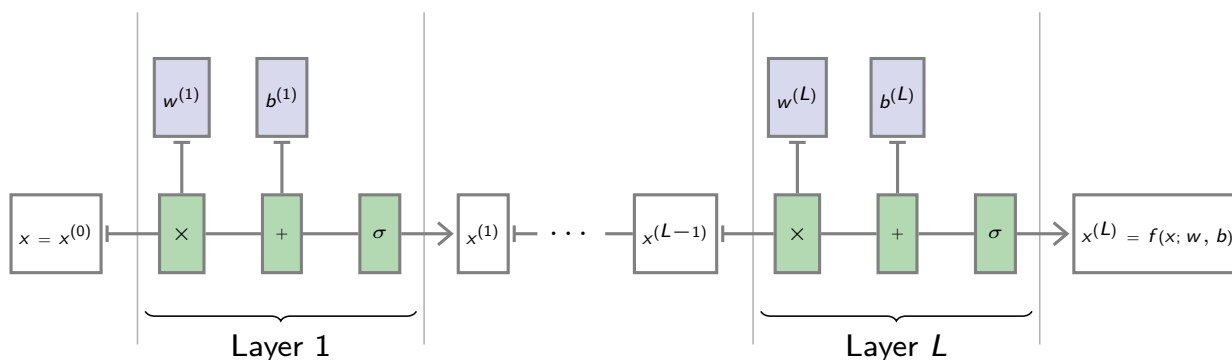 w^(1) b^(1) w^(L) b^(L)
x = x^(0) × + σ x^(1) · · · x^(L−1) × + σ x^(L) = f(x; w, b)
Layer 1 Layer L